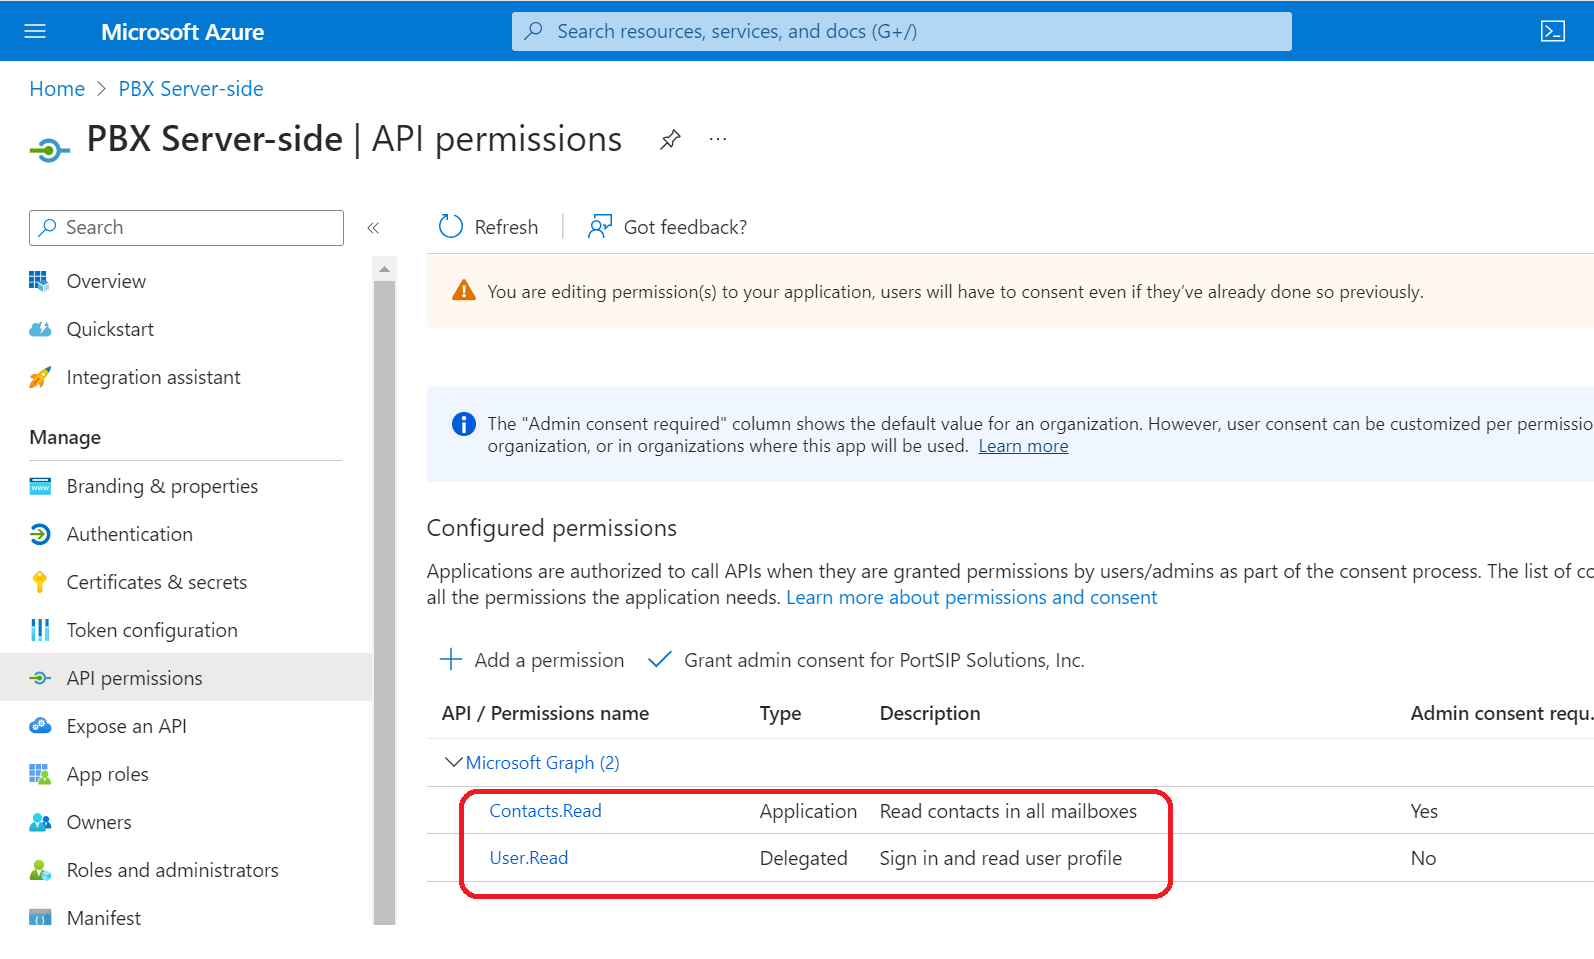 Microsoft Azure
Search resources, services, and docs (G+/)
Home > PBX Server-side
PBX Server-side | API permissions
Search
«
Overview
Quickstart
Integration assistant
Manage
Branding & properties
Authentication
Certificates & secrets
Token configuration
API permissions
Expose an API
App roles
Owners
Roles and administrators
Manifest
Refresh
Got feedback?
You are editing permission(s) to your application, users will have to consent even if they’ve already done so previously.
The "Admin consent required" column shows the default value for an organization. However, user consent can be customized per permissio
organization, or in organizations where this app will be used. Learn more
Configured permissions
Applications are authorized to call APIs when they are granted permissions by users/admins as part of the consent process. The list of co
all the permissions the application needs. Learn more about permissions and consent
Add a permission
Grant admin consent for PortSIP Solutions, Inc.
API / Permissions name Type Description Admin consent requ...
Microsoft Graph (2)
Contacts.Read Application Read contacts in all mailboxes Yes
User.Read Delegated Sign in and read user profile No